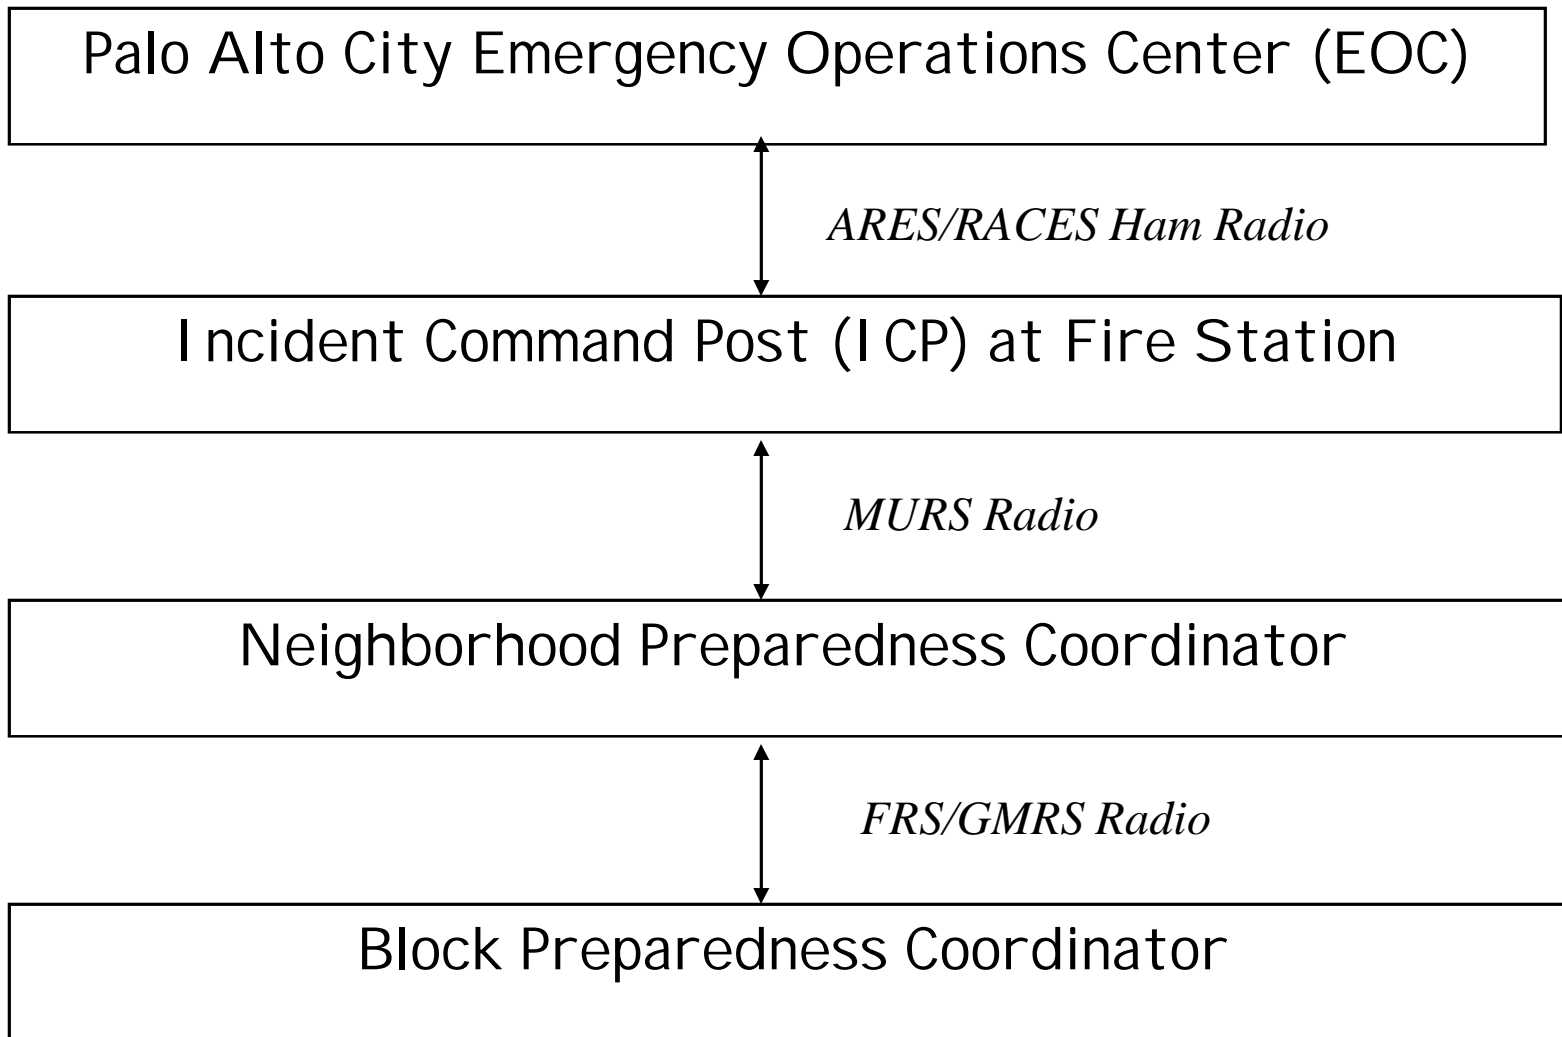 Palo Alto City Emergency Operations Center (EOC)
ARES/RACES Ham Radio
Incident Command Post (ICP) at Fire Station
MURS Radio
Neighborhood Preparedness Coordinator
FRS/GMRS Radio
Block Preparedness Coordinator